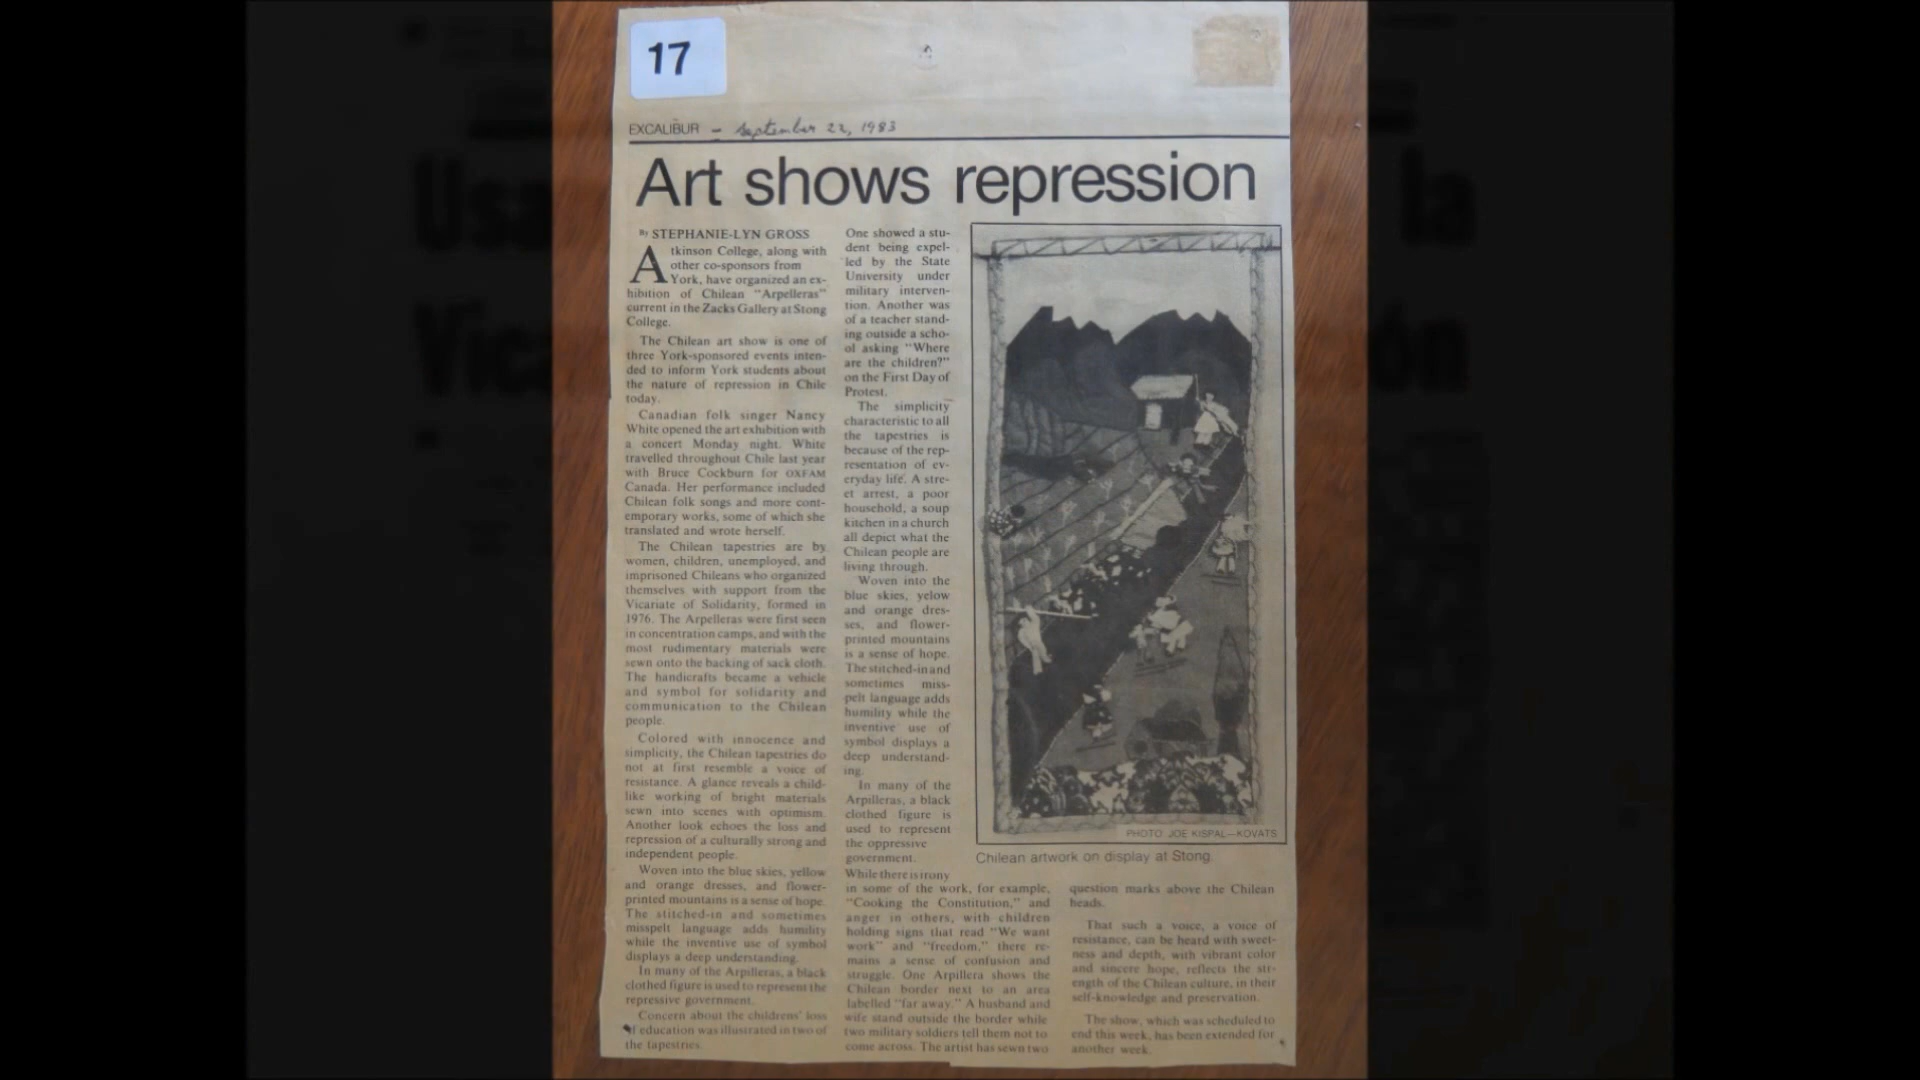 17
EXCALIBUR - September 22, 1983
Art shows repression
By STEPHANIE-LYN GROSS
Atkinson College, along with
other co-sponsors from
York, have organized an ex-
hibition of Chilean "Arpelleras"
current in the Zacks Gallery at Stong
College.
The Chilean art show is one of
three York-sponsored events inten-
ded to inform York students about
the nature of repression in Chile
today.
Canadian folk singer Nancy
White opened the art exhibition with
a concert Monday night. White
travelled throughout Chile last year
with Bruce Cockburn for OXFAM
Canada. Her performance included
Chilean folk songs and more cont-
emporary works, some of which she
translated and wrote herself.
The Chilean tapestries are by
women, children, unemployed, and
imprisoned Chileans who organized
themselves with support from the
Vicariate of Solidarity, formed in
1976. The Arpelleras were first seen
in concentration camps, and with the
most rudimentary materials were
sewn onto the backing of sack cloth.
The handicrafts became a vehicle
and symbol for solidarity and
communication to the Chilean
people.
Colored with innocence and
simplicity, the Chilean tapestries do
not at first resemble a voice of
resistance. A glance reveals a child-
like working of bright materials
sewn into scenes with optimism.
Another look echoes the loss and
repression of a culturally strong and
independent people.
Woven into the blue skies, yellow
and orange dresses, and flower-
printed mountains is a sense of hope.
The stitched-in and sometimes
misspelt language adds humility
while the inventive use of symbol
displays a deep understanding.
In many of the Arpilleras, a black
clothed figure is used to represent the
repressive government.
Concern about the childrens' loss
of education was illustrated in two of
the tapestries.
One showed a stu-
dent being expel-
led by the State
University under
military interven-
tion. Another was
of a teacher stand-
ing outside a scho-
ol asking "Where
are the children?"
on the First Day of
Protest.
The simplicity
characteristic to all
the tapestries is
because of the rep-
resentation of ev-
eryday life. A stre-
et arrest, a poor
household, a soup
kitchen in a church
all depict what the
Chilean people are
living through.
Woven into the
blue skies, yelow
and orange dres-
ses, and flower-
printed mountains
is a sense of hope.
The stitched-in and
sometimes miss-
pelt language adds
humility while the
inventive use of
symbol displays a
deep understand-
ing.
In many of the
Arpilleras, a black
clothed figure is
used to represent
the oppressive
government.
While there is irony
in some of the work, for example,
"Cooking the Constitution," and
anger in others, with children
holding signs that read "We want
work" and "freedom," there re-
mains a sense of confusion and
struggle. One Arpillera shows the
Chilean border next to an area
labelled "far away." A husband and
wife stand outside the border while
two military soldiers tell them not to
come across. The artist has sewn two
PHOTO: JOE KISPAL—KOVATS
Chilean artwork on display at Stong.
question marks above the Chilean
heads.
That such a voice, a voice of
resistance, can be heard with sweet-
ness and depth, with vibrant color
and sincere hope, reflects the str-
ength of the Chilean culture, in their
self-knowledge and preservation.
The show, which was scheduled to
end this week, has been extended for
another week.
Usa
la
Vica
ón